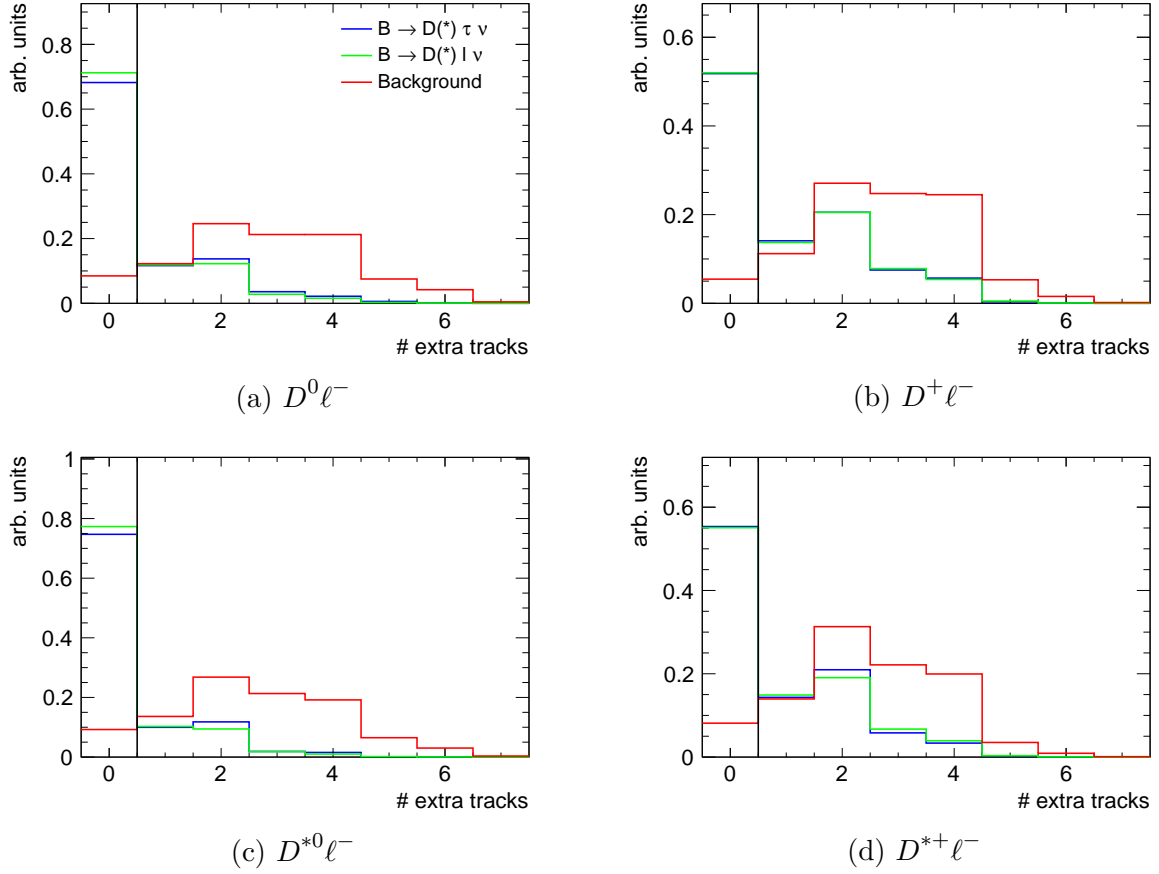 arb. units
0.8
0.6
0.4
0.2
0
0 2 4 6
# extra tracks
B → D(*) τ ν
B → D(*) l ν
Background
(a) D⁰ℓ⁻
arb. units
0.6
0.4
0.2
0
0 2 4 6
# extra tracks
(b) D⁺ℓ⁻
arb. units
1
0.8
0.6
0.4
0.2
0
0 2 4 6
# extra tracks
(c) D*⁰ℓ⁻
arb. units
0.6
0.4
0.2
0
0 2 4 6
# extra tracks
(d) D*⁺ℓ⁻